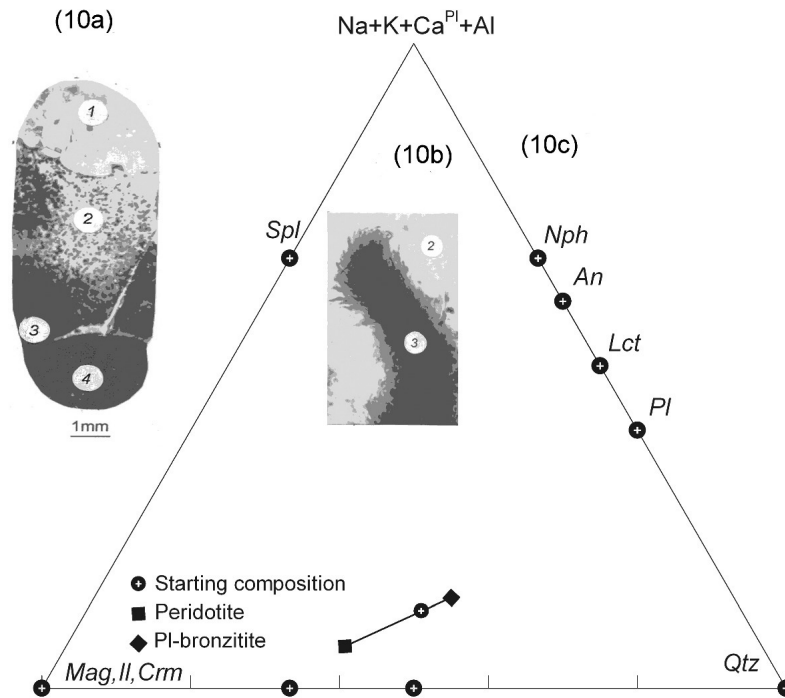 (10a)
Na+K+Ca^Pl+Al
1
2
3
4
1mm
(10b)
2
3
(10c)
Spl
Nph
An
Lct
Pl
Starting composition
Peridotite
Pl-bronzitite
Mag,Il,Crm
Qtz